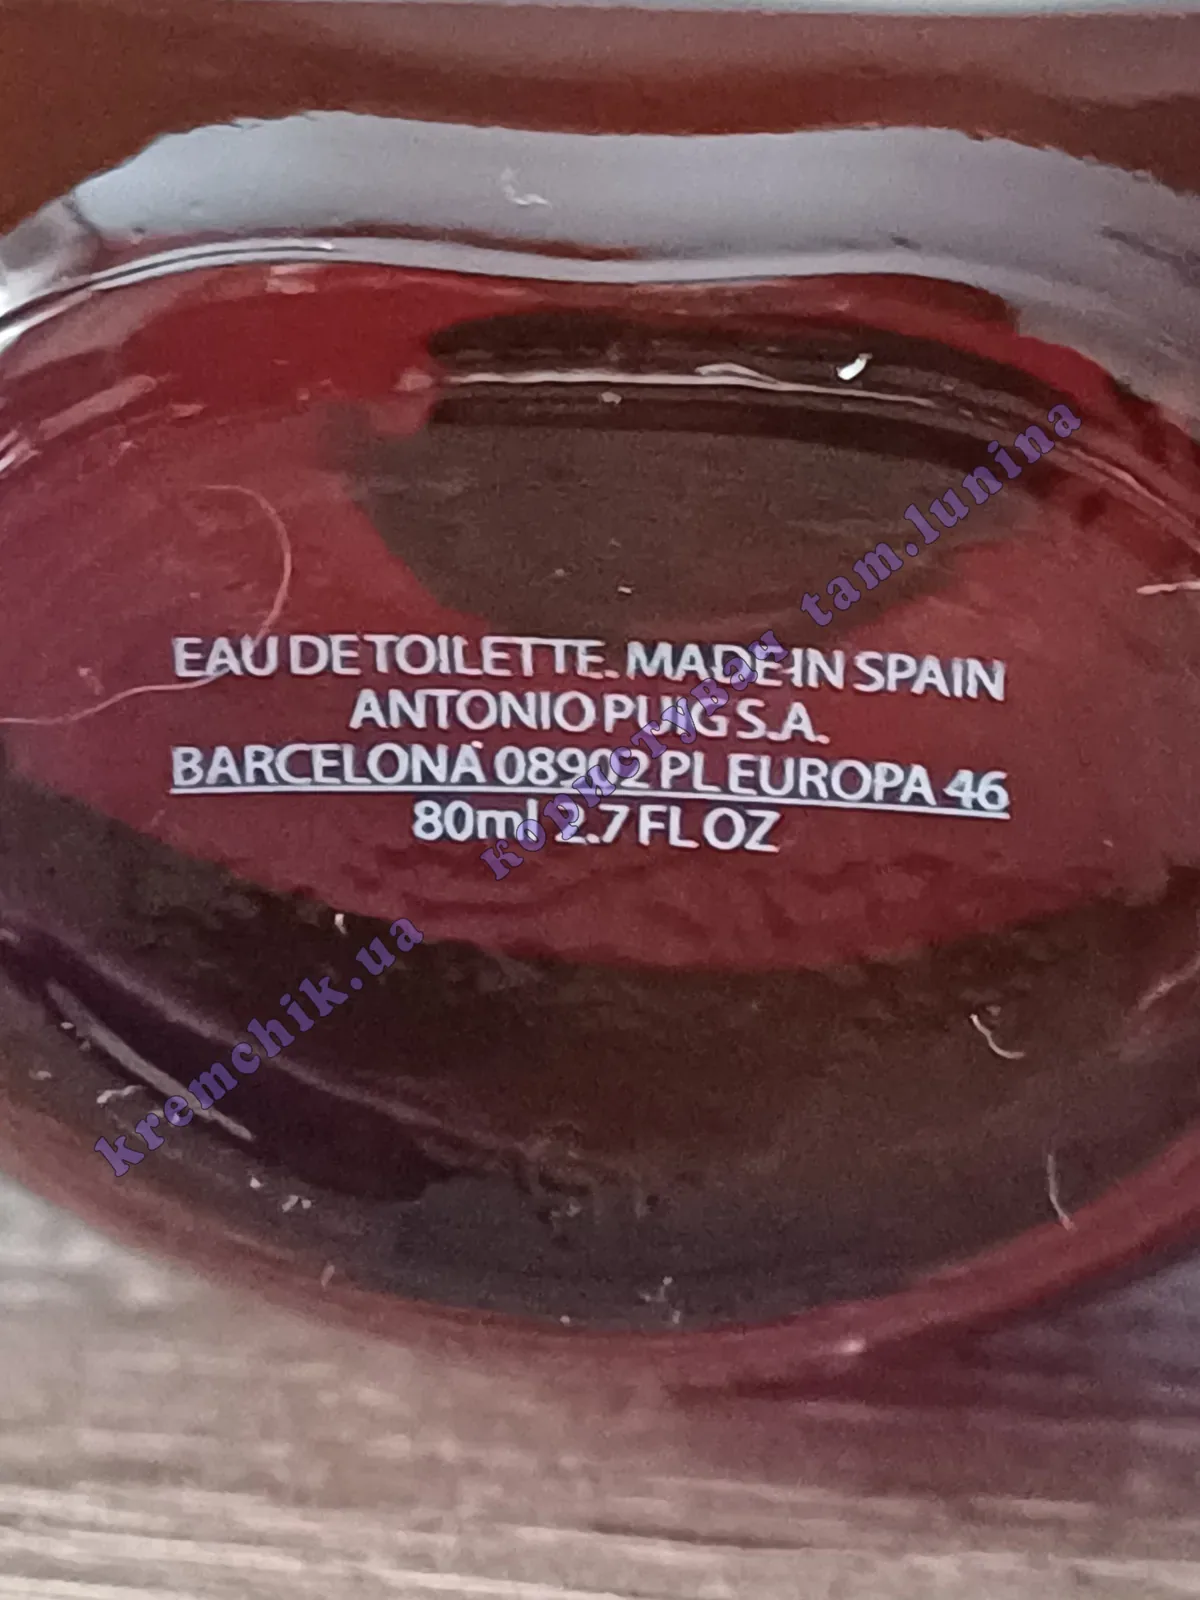 EAU DE TOILETTE. MADE IN SPAIN
ANTONIO PUIG S.A.
BARCELONA 08902 PL EUROPA 46
80ml 2.7 FL OZ
kremchik.ua користувач tam.lunina